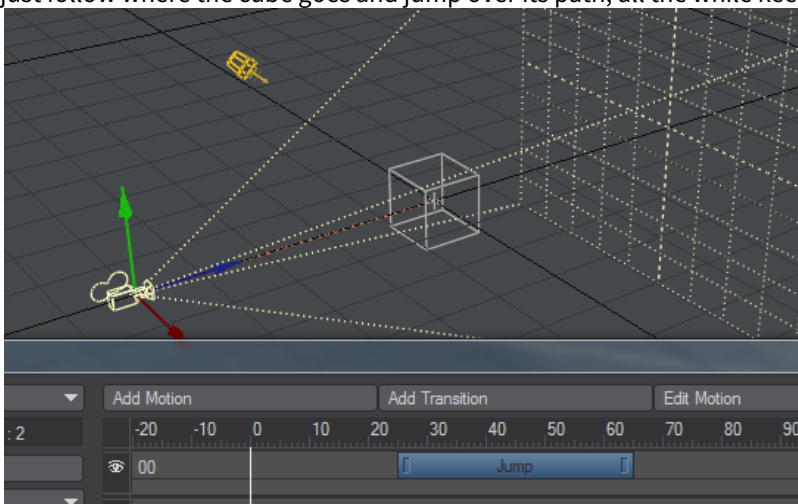 just follow where the cube goes and jump over its path, all the while
Add Motion Add Transition Edit Motion
: 2 -20 -10 0 10 20 30 40 50 60 70 80 90
00 Jump